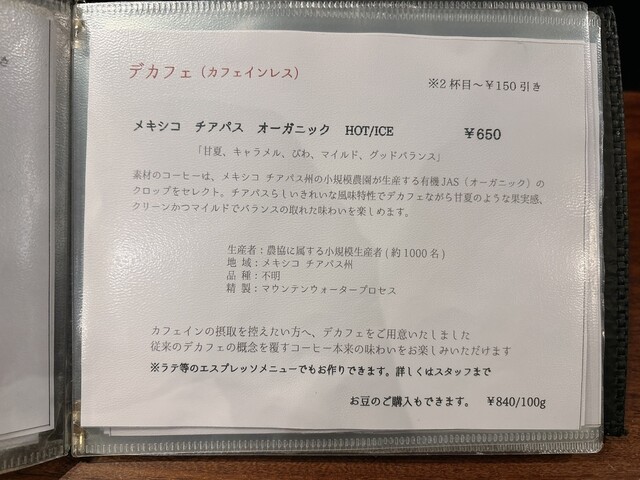 デカフェ（カフェインレス）
※2杯目～￥150引き
メキシコ　チアパス　オーガニック　HOT/ICE　￥650
「甘夏、キャラメル、びわ、マイルド、グッドバランス」
素材のコーヒーは、メキシコ チアパス州の小規模農園が生産する有機JAS（オーガニック）の
クロップをセレクト。チアパスらしいきれいな風味特性でデカフェながら甘夏のような果実感、
クリーンかつマイルドでバランスの取れた味わいを楽しめます。
生産者：農協に属する小規模生産者(約1000名)
地 域：メキシコ チアパス州
品 種：不明
精 製：マウンテンウォータープロセス
カフェインの摂取を控えたい方へ、デカフェをご用意いたしました
従来のデカフェの概念を覆すコーヒー本来の味わいをお楽しみいただけます
※ラテ等のエスプレッソメニューでもお作りできます。詳しくはスタッフまで
お豆のご購入もできます。　￥840/100g